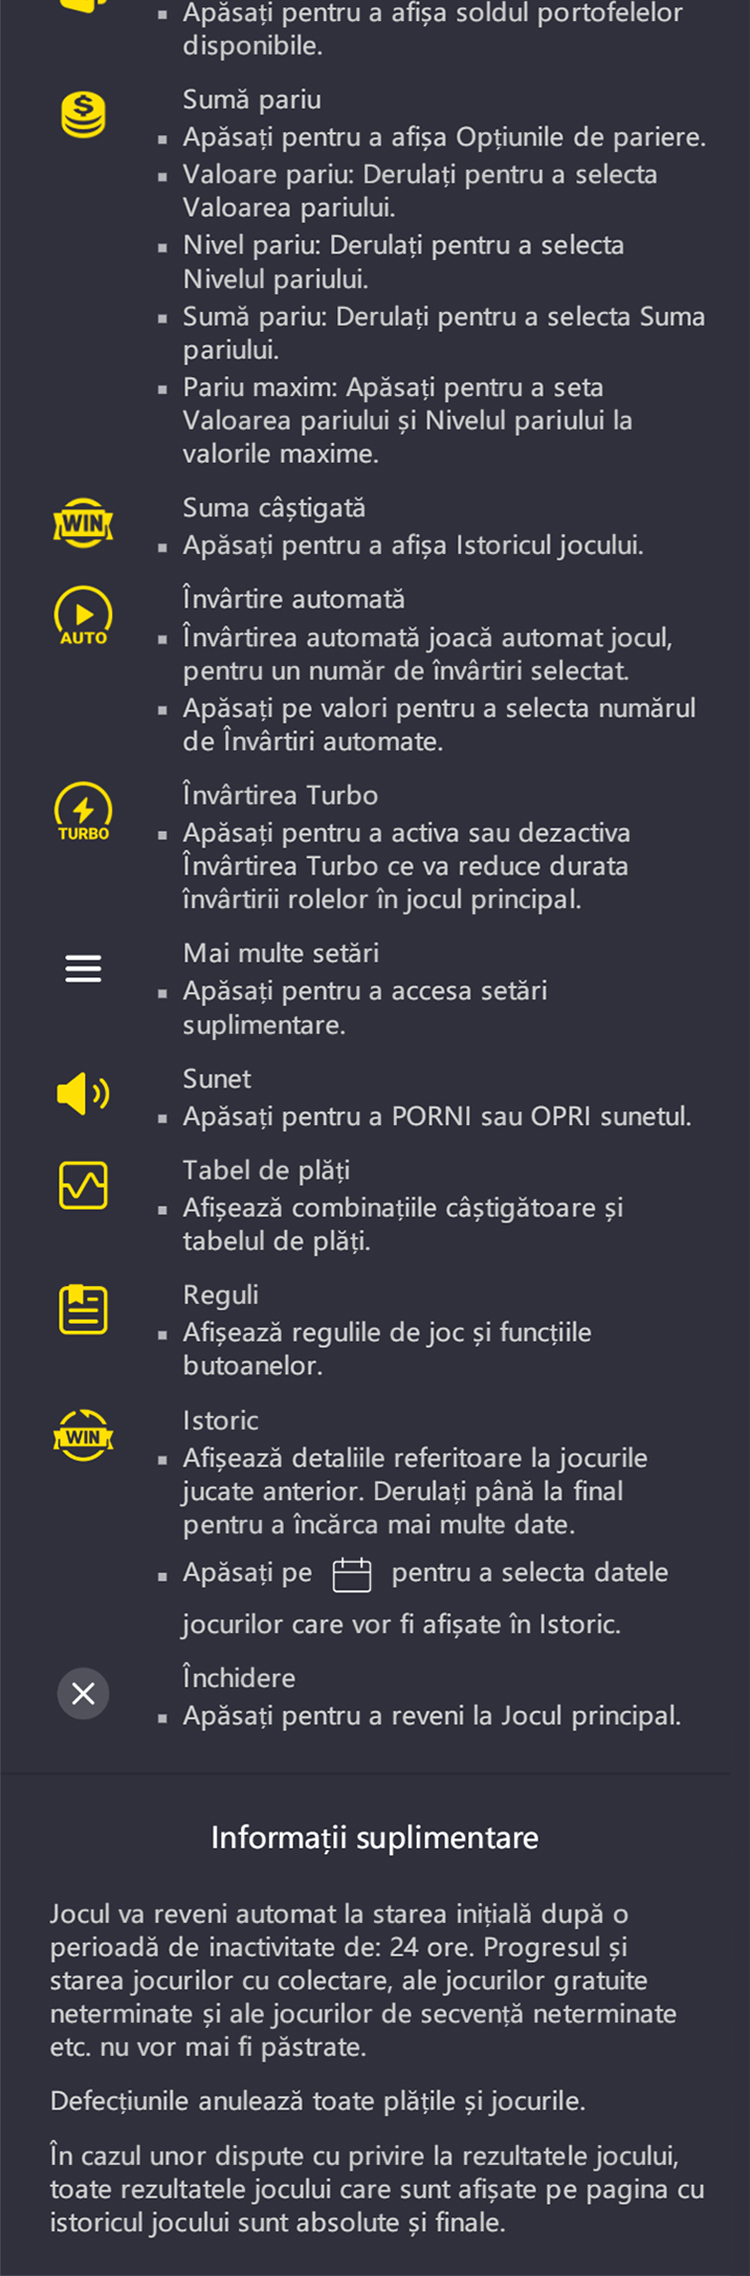 Apăsați pentru a afișa soldul portofelelor
disponibile.
Sumă pariu
Apăsați pentru a afișa Opțiunile de pariere.
Valoare pariu: Derulați pentru a selecta
Valoarea pariului.
Nivel pariu: Derulați pentru a selecta
Nivelul pariului.
Sumă pariu: Derulați pentru a selecta Suma
pariului.
Pariu maxim: Apăsați pentru a seta
Valoarea pariului și Nivelul pariului la
valorile maxime.
WIN
Suma câștigată
Apăsați pentru a afișa Istoricul jocului.
AUTO
Învârtire automată
Învârtirea automată joacă automat jocul,
pentru un număr de învârtiri selectat.
Apăsați pe valori pentru a selecta numărul
de Învârtiri automate.
TURBO
Învârtirea Turbo
Apăsați pentru a activa sau dezactiva
Învârtirea Turbo ce va reduce durata
învârtirii rolelor în jocul principal.
Mai multe setări
Apăsați pentru a accesa setări
suplimentare.
Sunet
Apăsați pentru a PORNI sau OPRI sunetul.
Tabel de plăți
Afișează combinațiile câștigătoare și
tabelul de plăți.
Reguli
Afișează regulile de joc și funcțiile
butoanelor.
WIN
Istoric
Afișează detaliile referitoare la jocurile
jucate anterior. Derulați până la final
pentru a încărca mai multe date.
Apăsați pe pentru a selecta datele
jocurilor care vor fi afișate în Istoric.
Închidere
Apăsați pentru a reveni la Jocul principal.
Informații suplimentare
Jocul va reveni automat la starea inițială după o
perioadă de inactivitate de: 24 ore. Progresul și
starea jocurilor cu colectare, ale jocurilor gratuite
neterminate și ale jocurilor de secvență neterminate
etc. nu vor mai fi păstrate.
Defecțiunile anulează toate plățile și jocurile.
În cazul unor dispute cu privire la rezultatele jocului,
toate rezultatele jocului care sunt afișate pe pagina cu
istoricul jocului sunt absolute și finale.